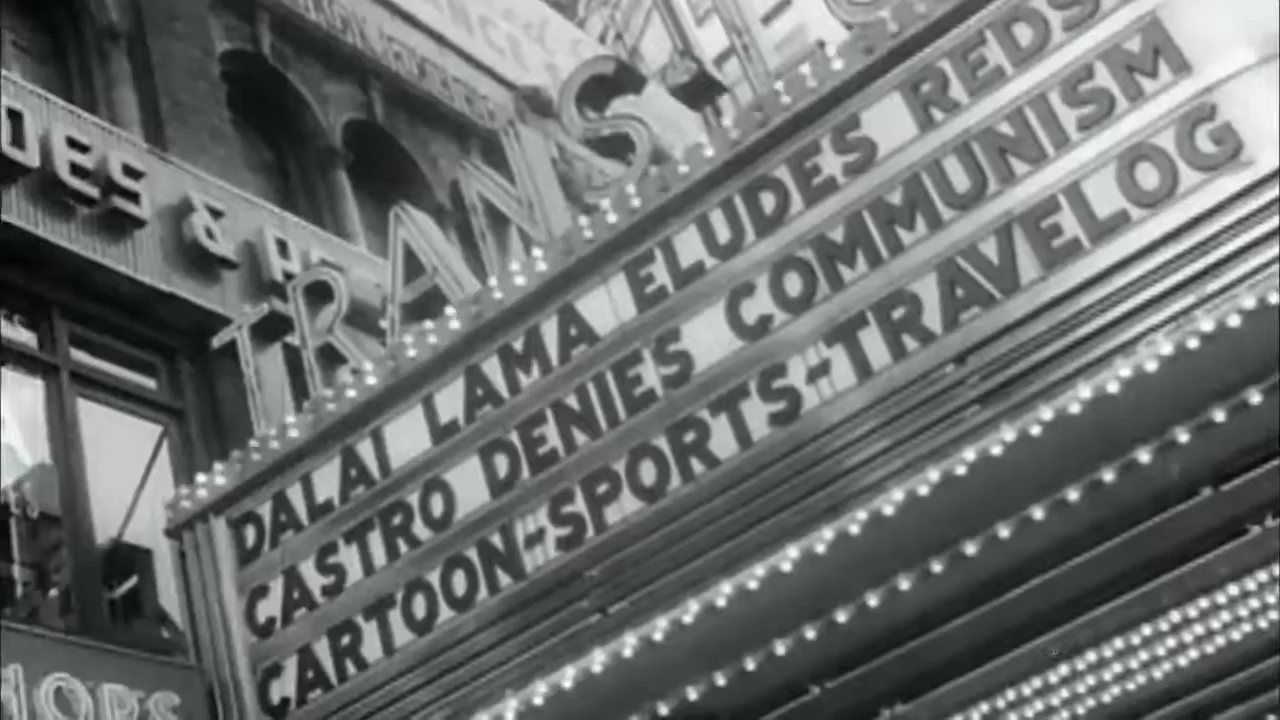 TRANS
DALAI LAMA ELUDES REDS
CASTRO DENIES COMMUNISM
CARTOON-SPORTS-TRAVELOG